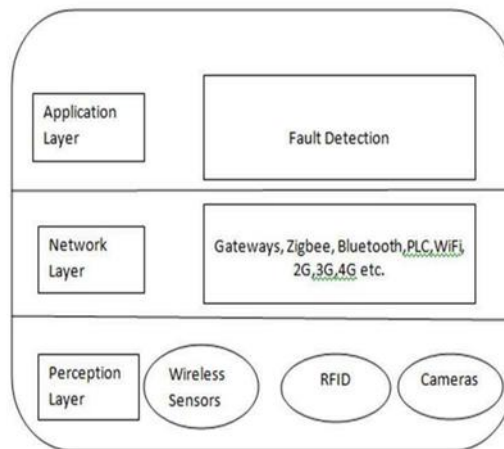 Application
Layer
Fault Detection
Network
Layer
Gateways, Zigbee, Bluetooth,PLC,WiFi,
2G,3G,4G etc.
Perception
Layer
Wireless
Sensors
RFID
Cameras